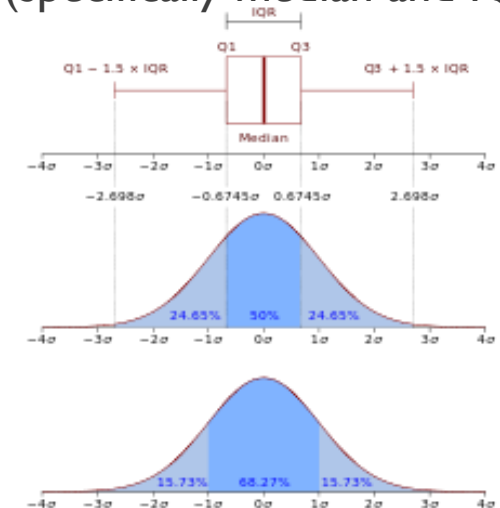 (specifically median and
IQR
Q1 Q3
Q1 − 1.5 × IQR Q3 + 1.5 × IQR
Median
−4σ −3σ −2σ −1σ 0σ 1σ 2σ 3σ 4σ
−2.698σ −0.6745σ 0.6745σ 2.698σ
24.65% 50% 24.65%
−4σ −3σ −2σ −1σ 0σ 1σ 2σ 3σ 4σ
15.73% 68.27% 15.73%
−4σ −3σ −2σ −1σ 0σ 1σ 2σ 3σ 4σ